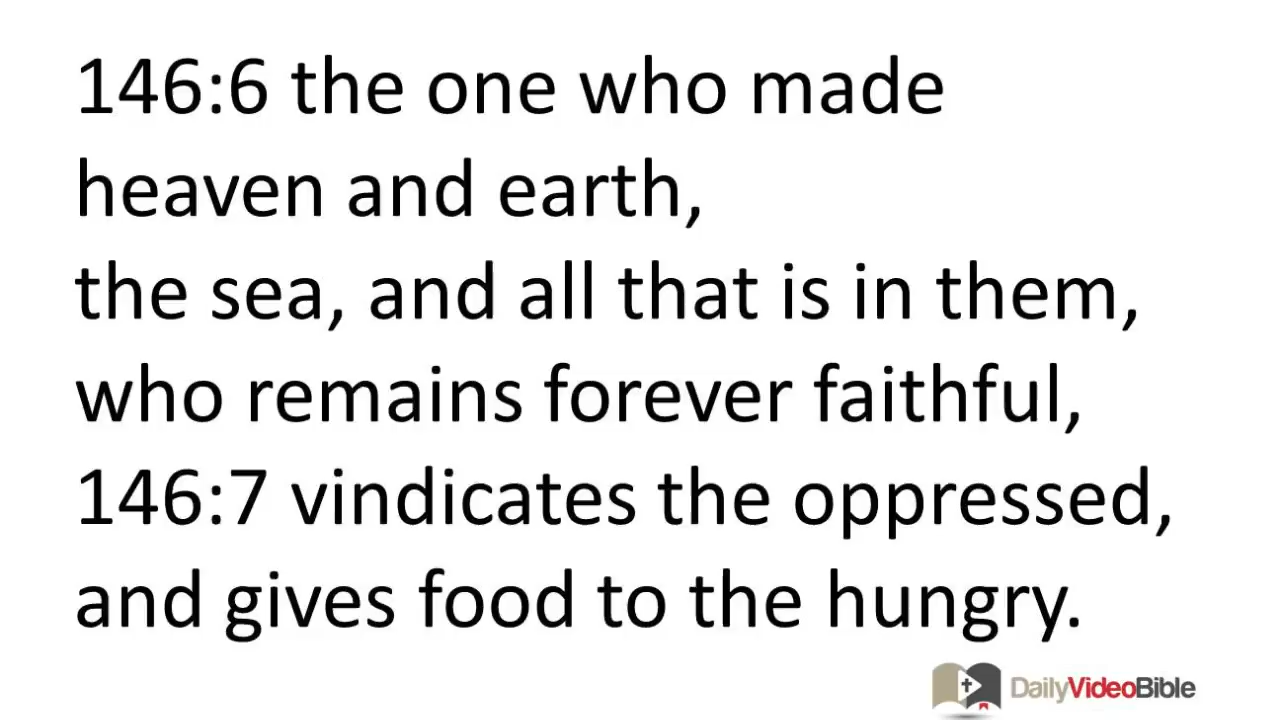 146:6 the one who made
heaven and earth,
the sea, and all that is in them,
who remains forever faithful,
146:7 vindicates the oppressed,
and gives food to the hungry.
DailyVideoBible